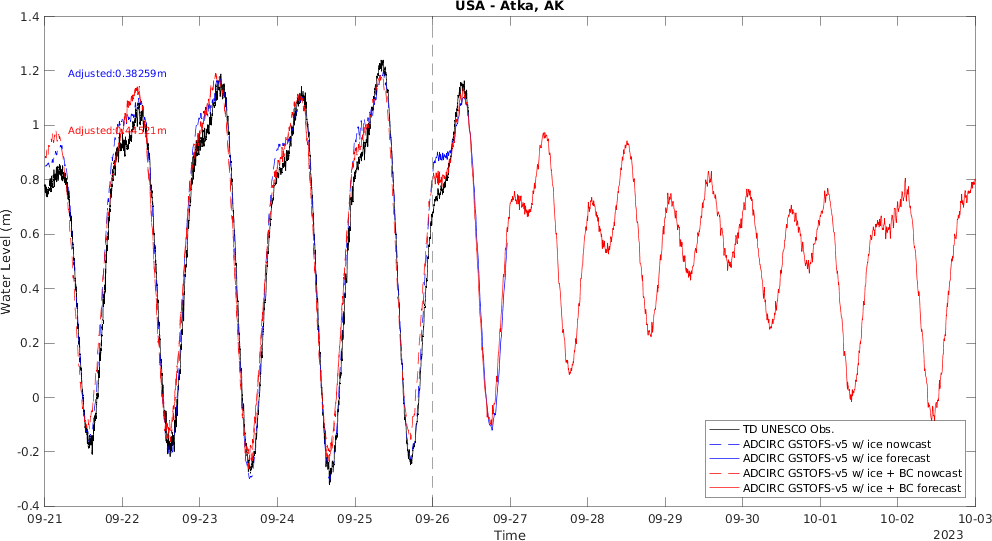 USA - Atka, AK
1.4
1.2
1
0.8
0.6
0.4
0.2
0
-0.2
-0.4
Water Level (m)
Adjusted:0.38259m
Adjusted:0.44521m
TD UNESCO Obs.
ADCIRC GSTOFS-v5 w/ ice nowcast
ADCIRC GSTOFS-v5 w/ ice forecast
ADCIRC GSTOFS-v5 w/ ice + BC nowcast
ADCIRC GSTOFS-v5 w/ ice + BC forecast
09-21 09-22 09-23 09-24 09-25 09-26 09-27 09-28 09-29 09-30 10-01 10-02 10-03
Time
2023